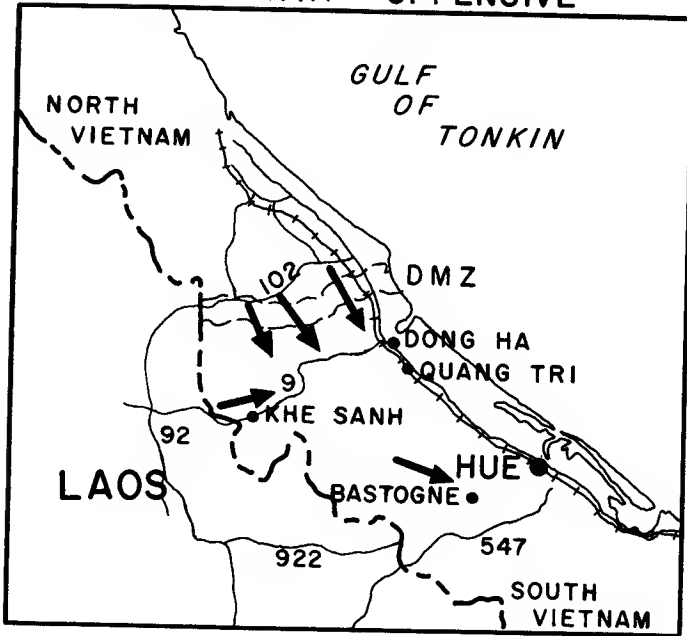 OFFENSIVE
GULF
OF
TONKIN
NORTH
VIETNAM
DMZ
102
DONG HA
QUANG TRI
9
KHE SANH
92
HUE
LAOS
BASTOGNE
922
547
SOUTH
VIETNAM